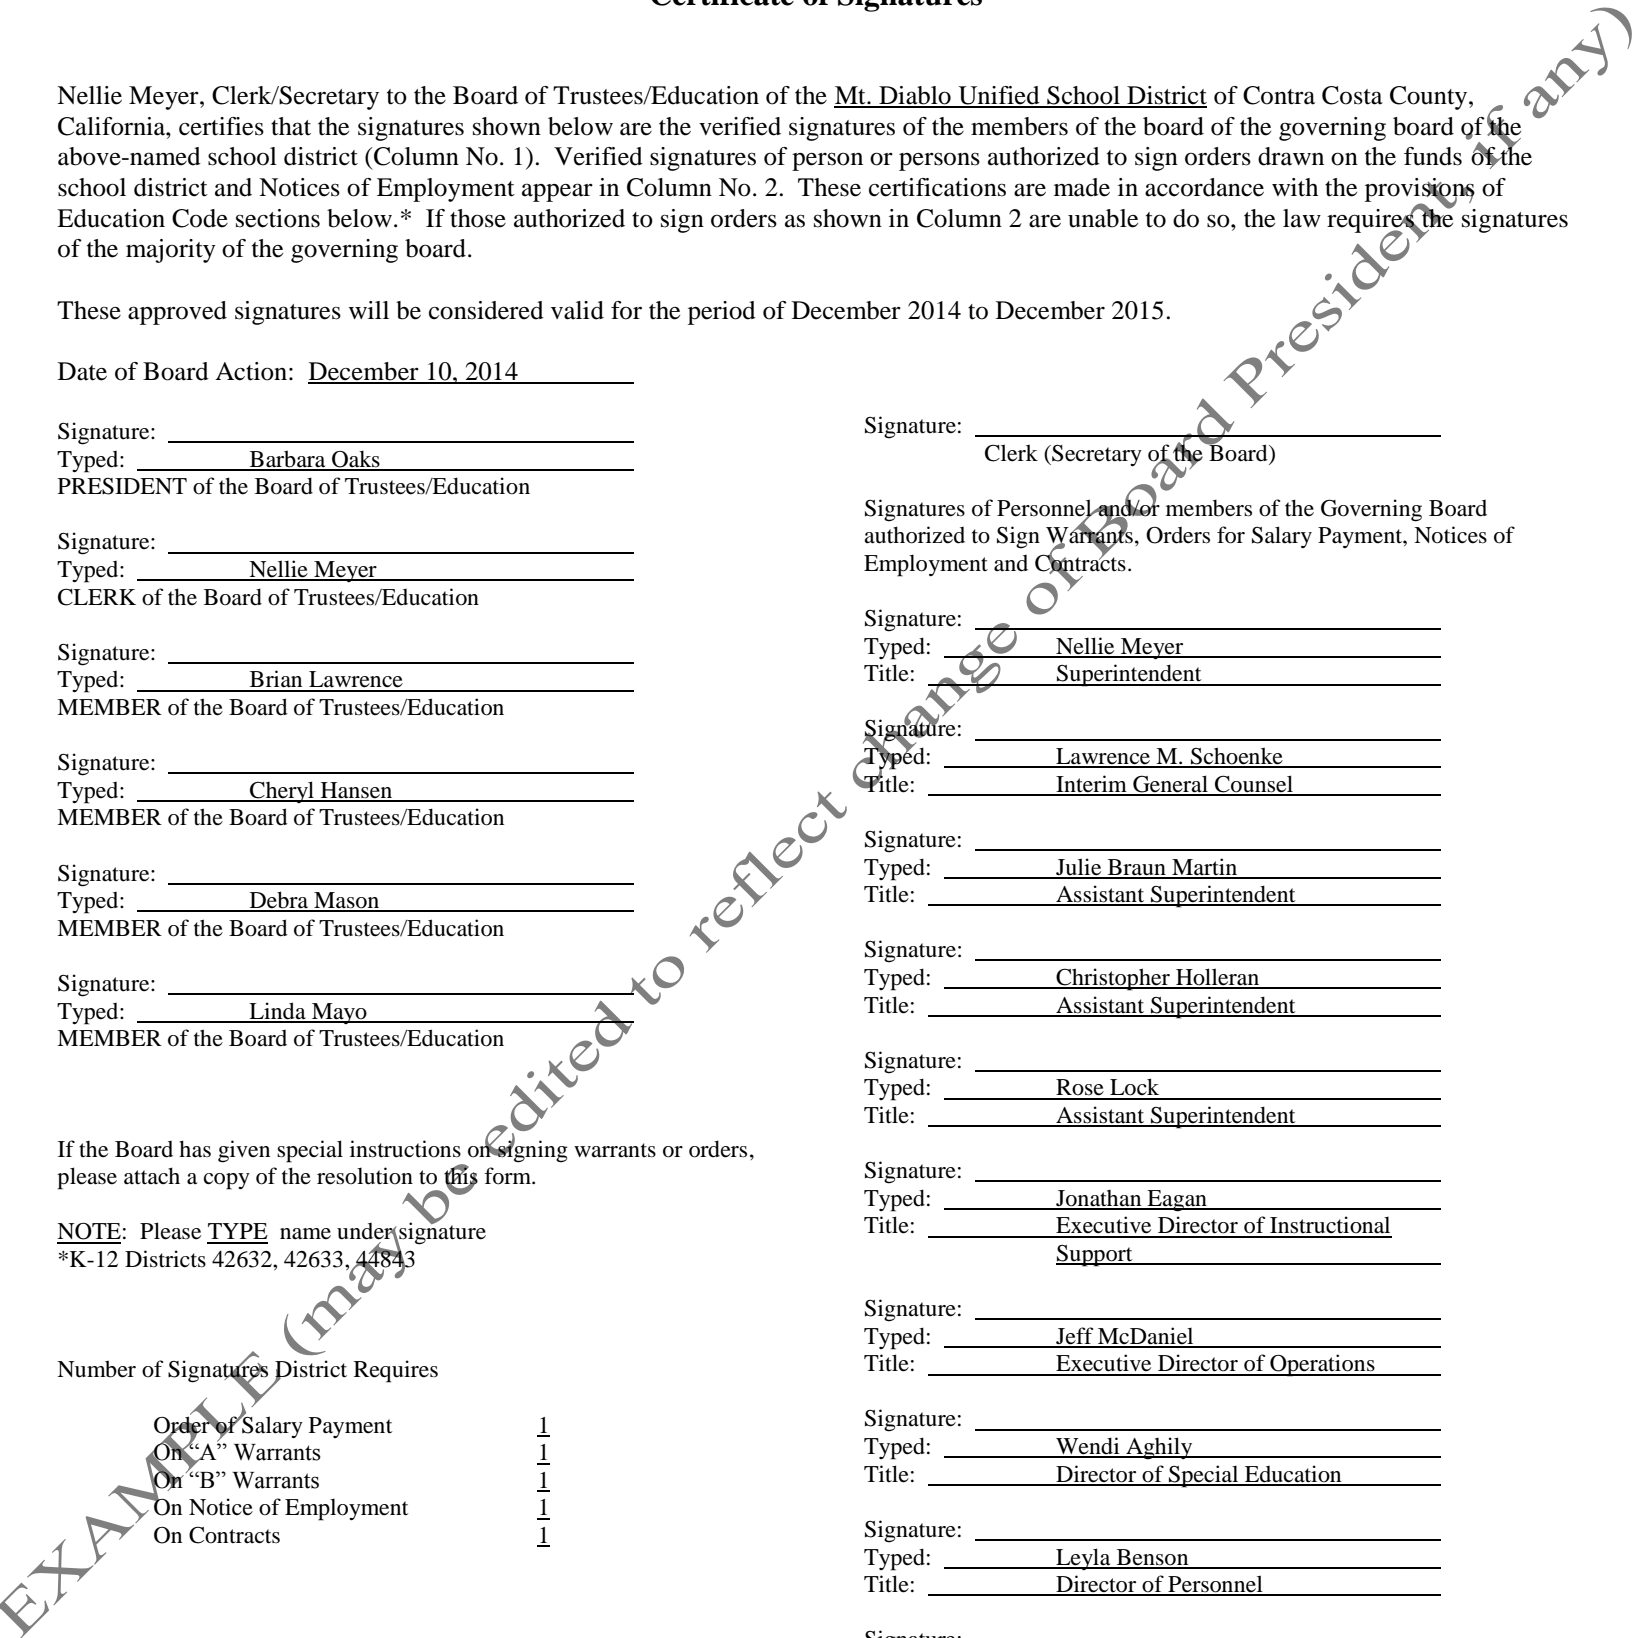 Certificate of Signatures
Nellie Meyer, Clerk/Secretary to the Board of Trustees/Education of the Mt. Diablo Unified School District of Contra Costa County,
California, certifies that the signatures shown below are the verified signatures of the members of the board of the governing board of the
above-named school district (Column No. 1).  Verified signatures of person or persons authorized to sign orders drawn on the funds of the
school district and Notices of Employment appear in Column No. 2.  These certifications are made in accordance with the provisions of
Education Code sections below.*  If those authorized to sign orders as shown in Column 2 are unable to do so, the law requires the signatures
of the majority of the governing board.
These approved signatures will be considered valid for the period of December 2014 to December 2015.
Date of Board Action:  December 10, 2014
Signature:
Typed: Barbara Oaks
PRESIDENT of the Board of Trustees/Education
Signature:
Typed: Nellie Meyer
CLERK of the Board of Trustees/Education
Signature:
Typed: Brian Lawrence
MEMBER of the Board of Trustees/Education
Signature:
Typed: Cheryl Hansen
MEMBER of the Board of Trustees/Education
Signature:
Typed: Debra Mason
MEMBER of the Board of Trustees/Education
Signature:
Typed: Linda Mayo
MEMBER of the Board of Trustees/Education
If the Board has given special instructions on signing warrants or orders,
please attach a copy of the resolution to this form.
NOTE:  Please TYPE  name under signature
*K-12 Districts 42632, 42633, 44843
Number of Signatures District Requires
Order of Salary Payment 1
On “A” Warrants 1
On “B” Warrants 1
On Notice of Employment 1
On Contracts 1
Signature:
Clerk (Secretary of the Board)
Signatures of Personnel and/or members of the Governing Board
authorized to Sign Warrants, Orders for Salary Payment, Notices of
Employment and Contracts.
Signature:
Typed: Nellie Meyer
Title: Superintendent
Signature:
Typed: Lawrence M. Schoenke
Title: Interim General Counsel
Signature:
Typed: Julie Braun Martin
Title: Assistant Superintendent
Signature:
Typed: Christopher Holleran
Title: Assistant Superintendent
Signature:
Typed: Rose Lock
Title: Assistant Superintendent
Signature:
Typed: Jonathan Eagan
Title: Executive Director of Instructional
Support
Signature:
Typed: Jeff McDaniel
Title: Executive Director of Operations
Signature:
Typed: Wendi Aghily
Title: Director of Special Education
Signature:
Typed: Leyla Benson
Title: Director of Personnel
Signature:
EXAMPLE (may be edited to reflect change of Board President, if any)